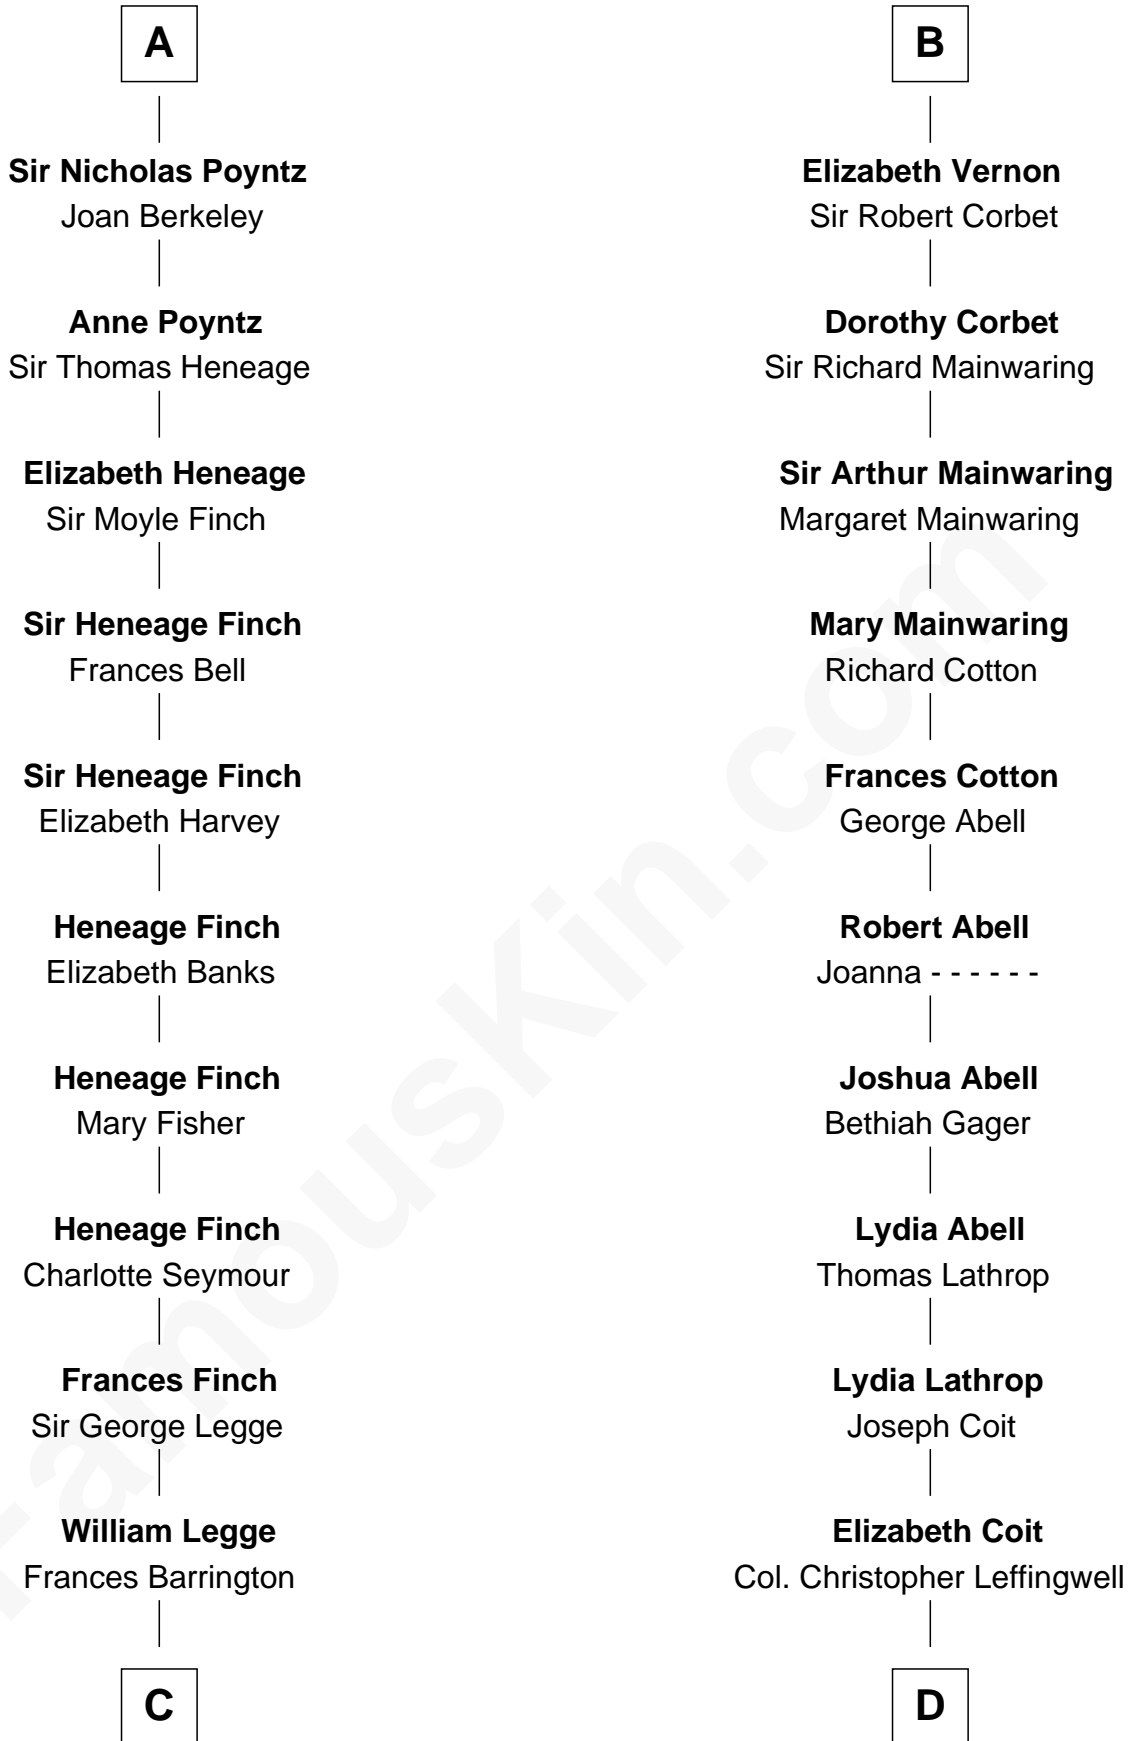 A
Sir Nicholas Poyntz
Joan Berkeley
Anne Poyntz
Sir Thomas Heneage
Elizabeth Heneage
Sir Moyle Finch
Sir Heneage Finch
Frances Bell
Sir Heneage Finch
Elizabeth Harvey
Heneage Finch
Elizabeth Banks
Heneage Finch
Mary Fisher
Heneage Finch
Charlotte Seymour
Frances Finch
Sir George Legge
William Legge
Frances Barrington
C
B
Elizabeth Vernon
Sir Robert Corbet
Dorothy Corbet
Sir Richard Mainwaring
Sir Arthur Mainwaring
Margaret Mainwaring
Mary Mainwaring
Richard Cotton
Frances Cotton
George Abell
Robert Abell
Joanna - - - - - -
Joshua Abell
Bethiah Gager
Lydia Abell
Thomas Lathrop
Lydia Lathrop
Joseph Coit
Elizabeth Coit
Col. Christopher Leffingwell
D
FamousKin.com